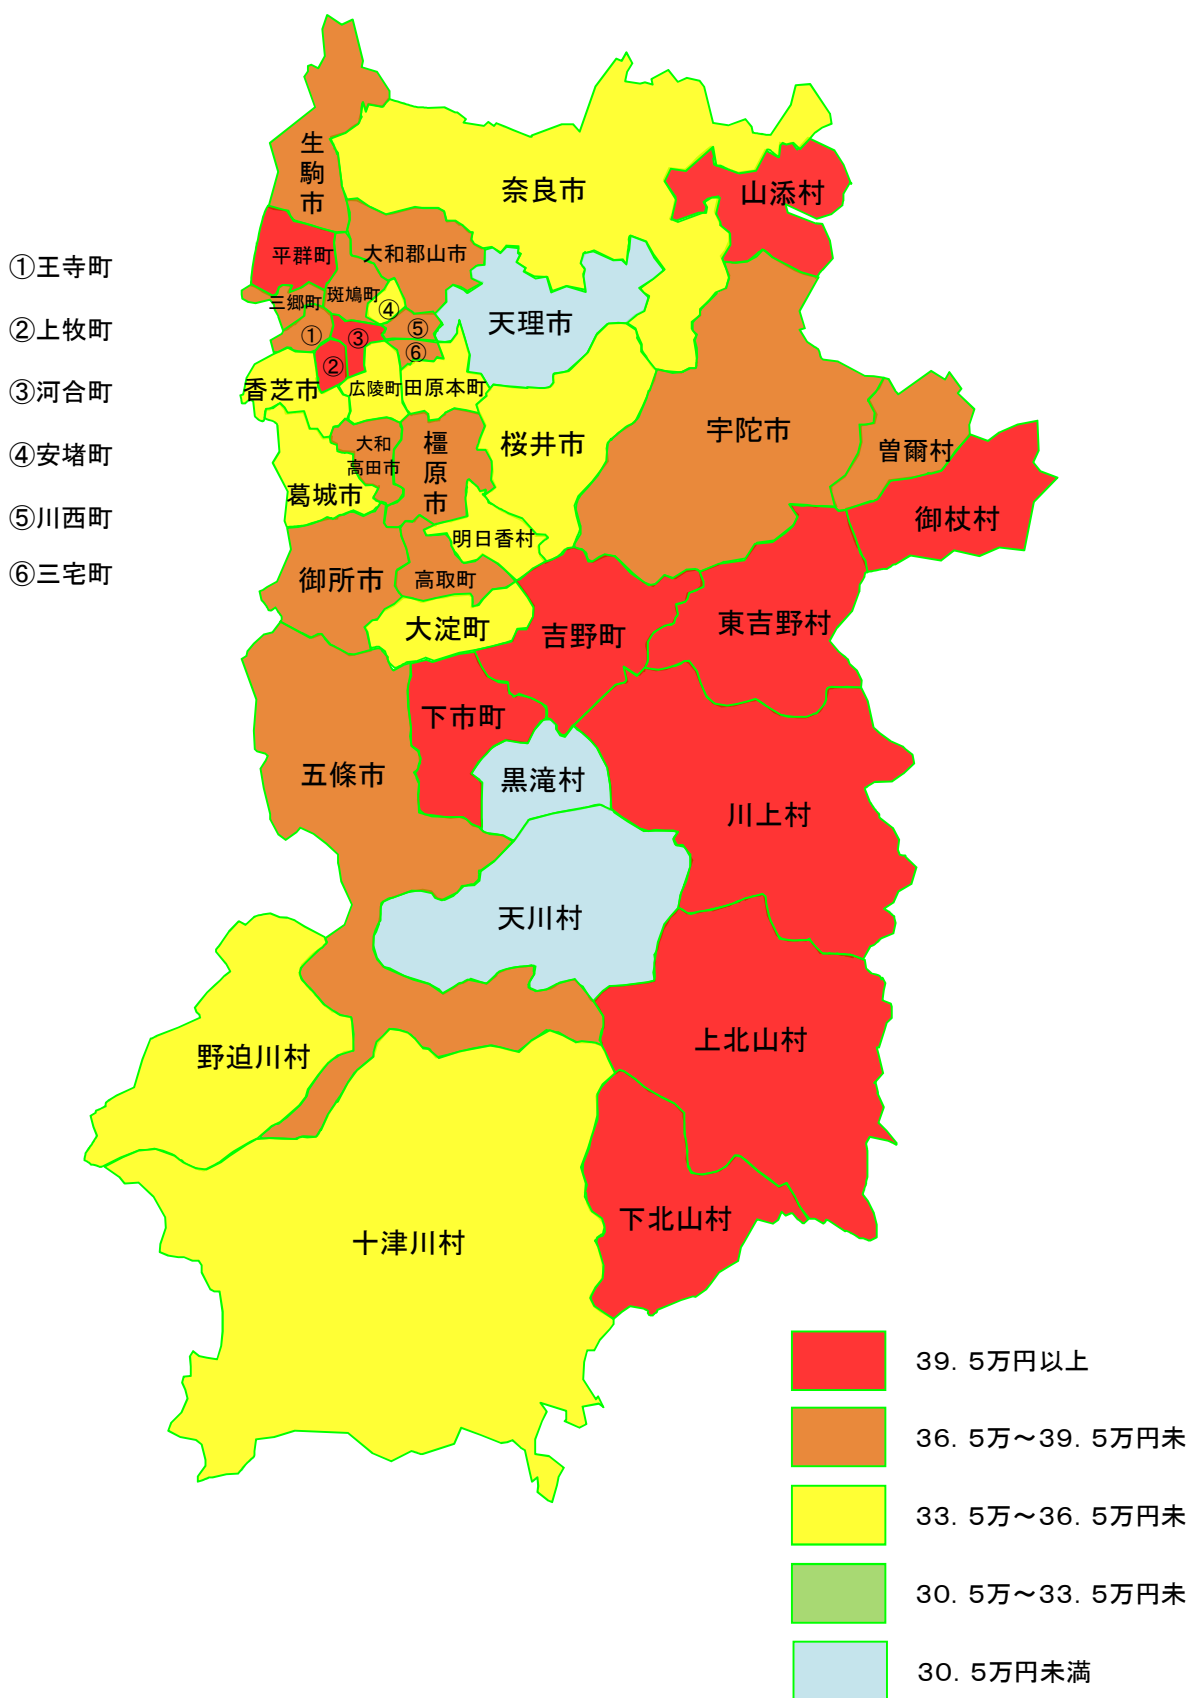 生駒市
奈良市
山添村
平群町
大和郡山市
①王寺町
三郷町
斑鳩町
④
天理市
⑤
②上牧町
①
③
⑥
②
③河合町
香芝市
広陵町
田原本町
宇陀市
桜井市
曽爾村
大和
高田市
橿原市
④安堵町
葛城市
⑤川西町
御杖村
明日香村
⑥三宅町
御所市
高取町
大淀町
吉野町
東吉野村
下市町
五條市
黒滝村
川上村
天川村
上北山村
野迫川村
下北山村
十津川村
39.5万円以上
36.5万~39.5万円未
33.5万~36.5万円未
30.5万~33.5万円未
30.5万円未満